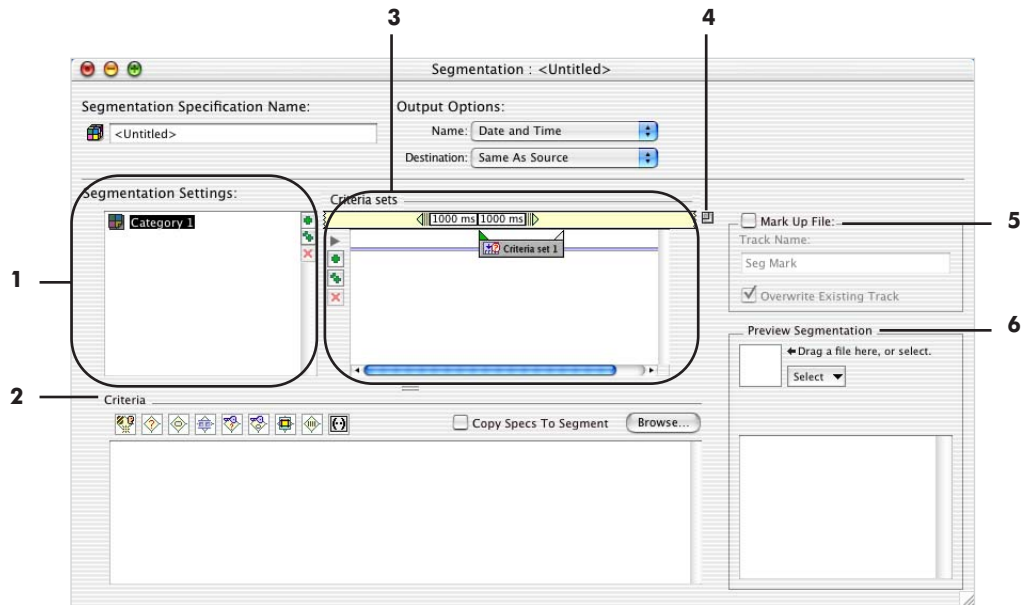 3 4
Segmentation : <Untitled>
Segmentation Specification Name:
<Untitled>
Output Options:
Name: Date and Time
Destination: Same As Source
Segmentation Settings:
Category 1
Criteria sets
1000 ms 1000 ms
Criteria set 1
Mark Up File: 5
Track Name:
Seg Mark
Overwrite Existing Track
1
Preview Segmentation 6
Drag a file here, or select.
Select
2 Criteria
Copy Specs To Segment Browse...